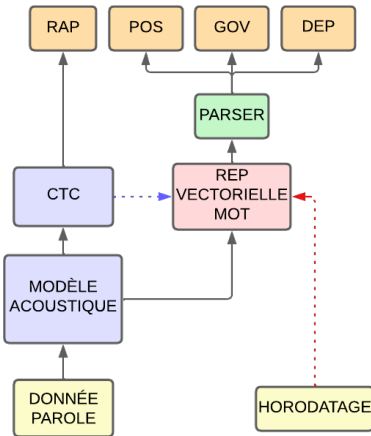 RAP
POS
GOV
DEP
PARSER
CTC
REP
VECTORIELLE
MOT
MODÈLE
ACOUSTIQUE
DONNÉE
PAROLE
HORODATAGE